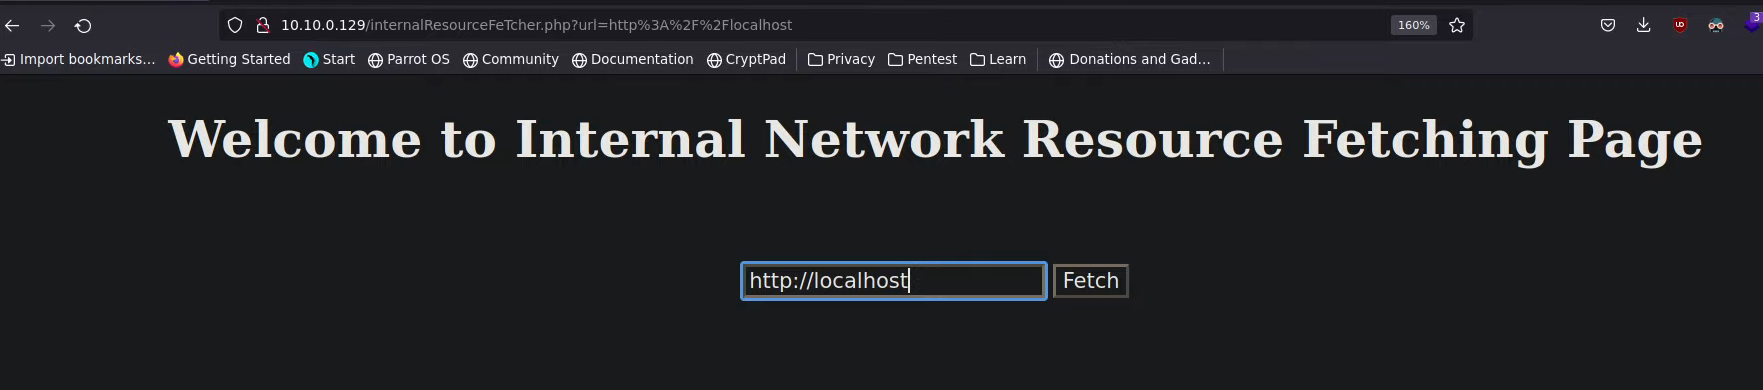 10.10.0.129/internalResourceFeTcher.php?url=http%3A%2F%2Flocalhost 160% 3
Import bookmarks... Getting Started Start Parrot OS Community Documentation CryptPad Privacy Pentest Learn Donations and Gad...
Welcome to Internal Network Resource Fetching Page
http://localhost Fetch